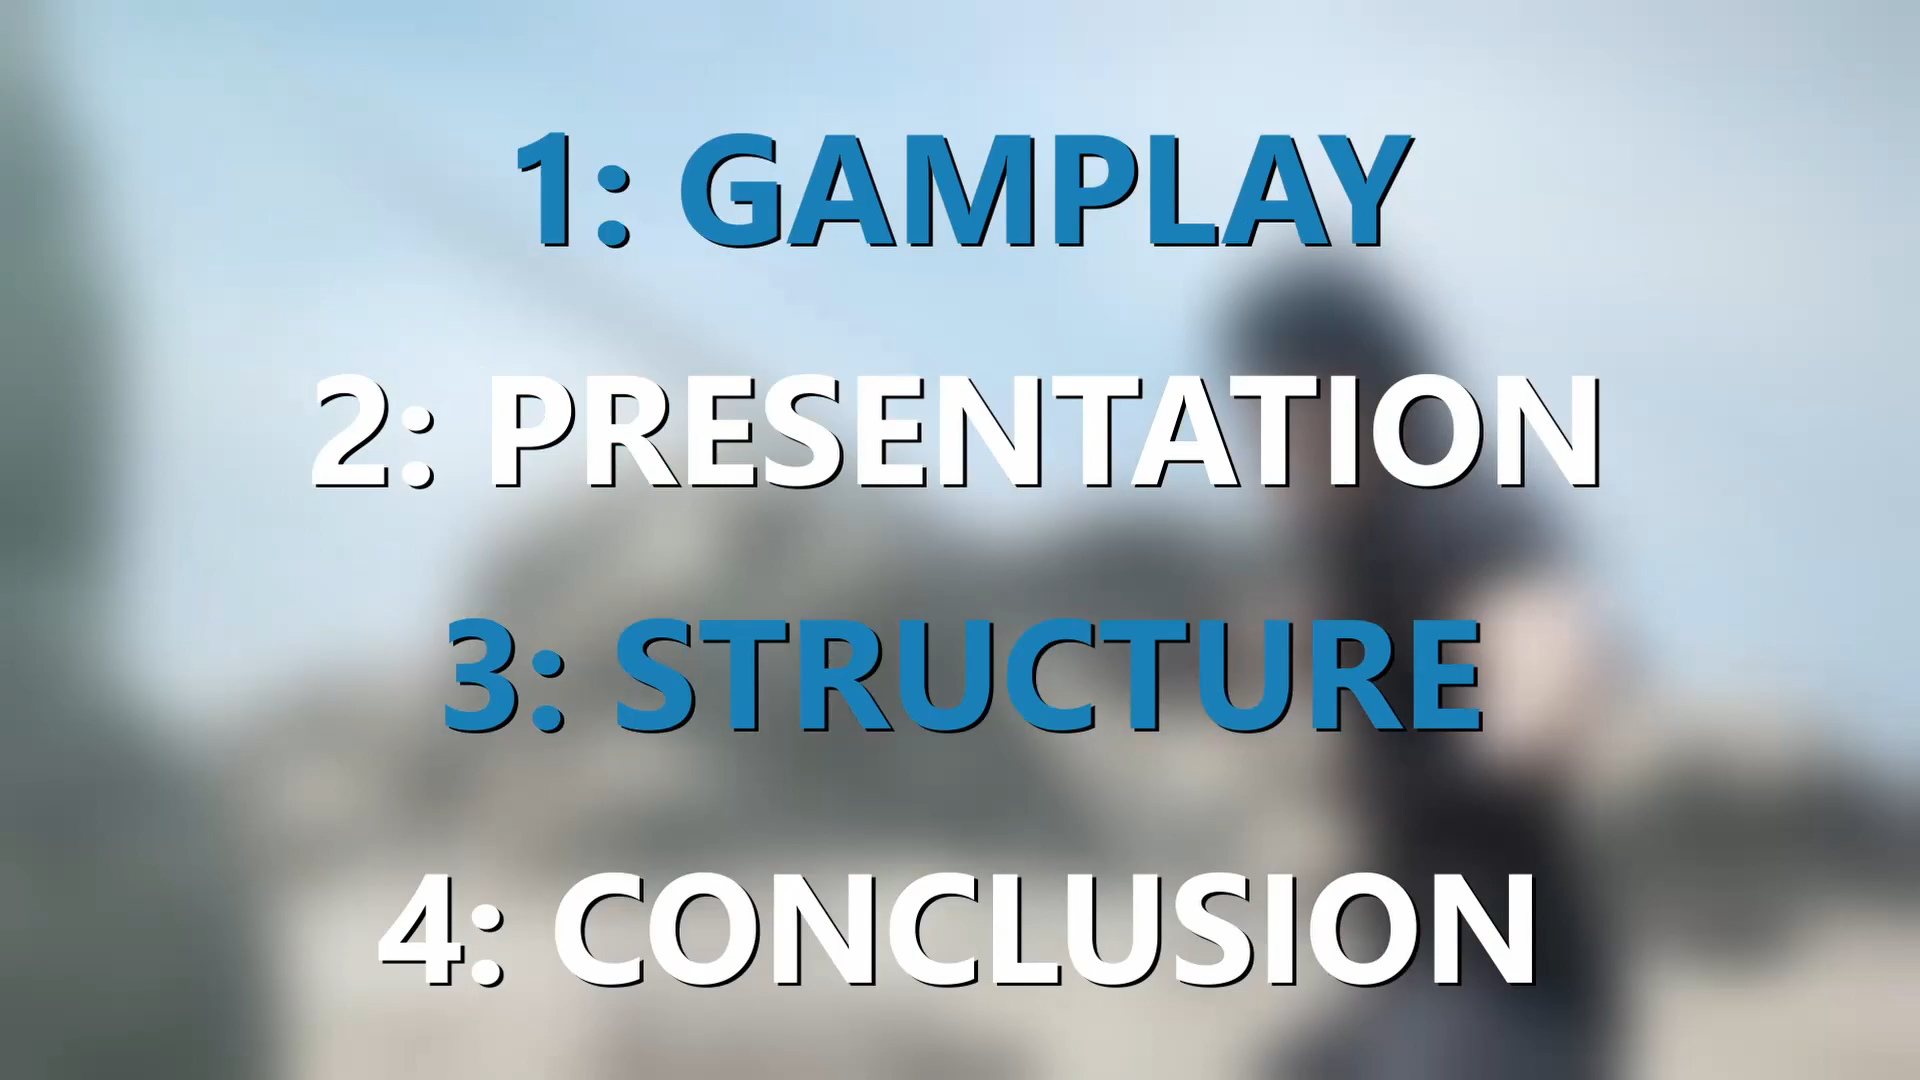 1: GAMPLAY
2: PRESENTATION
3: STRUCTURE
4: CONCLUSION